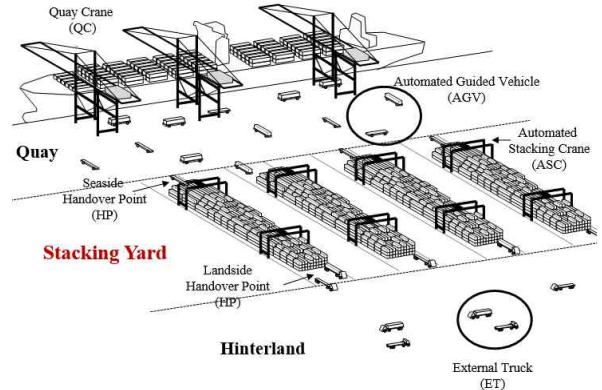 Quay Crane
(QC)
Automated Guided Vehicle
(AGV)
Quay
Automated
Stacking Crane
(ASC)
Seaside
Handover Point
(HP)
Stacking Yard
Landside
Handover Point
(HP)
Hinterland
External Truck
(ET)